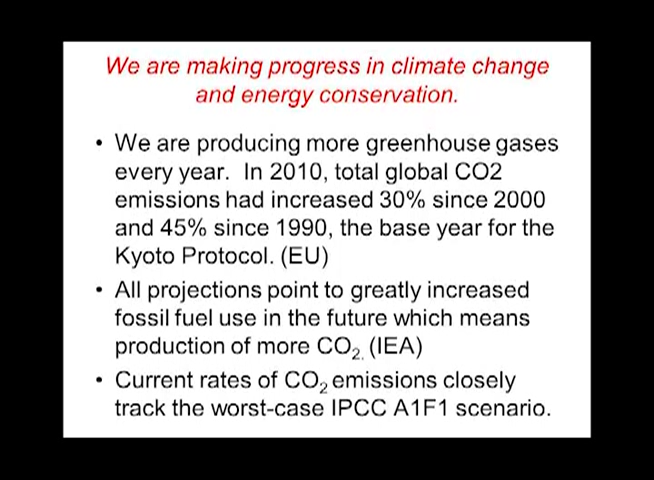 We are making progress in climate change
and energy conservation.
• We are producing more greenhouse gases
every year. In 2010, total global CO2
emissions had increased 30% since 2000
and 45% since 1990, the base year for the
Kyoto Protocol. (EU)
• All projections point to greatly increased
fossil fuel use in the future which means
production of more CO₂. (IEA)
• Current rates of CO₂ emissions closely
track the worst-case IPCC A1F1 scenario.